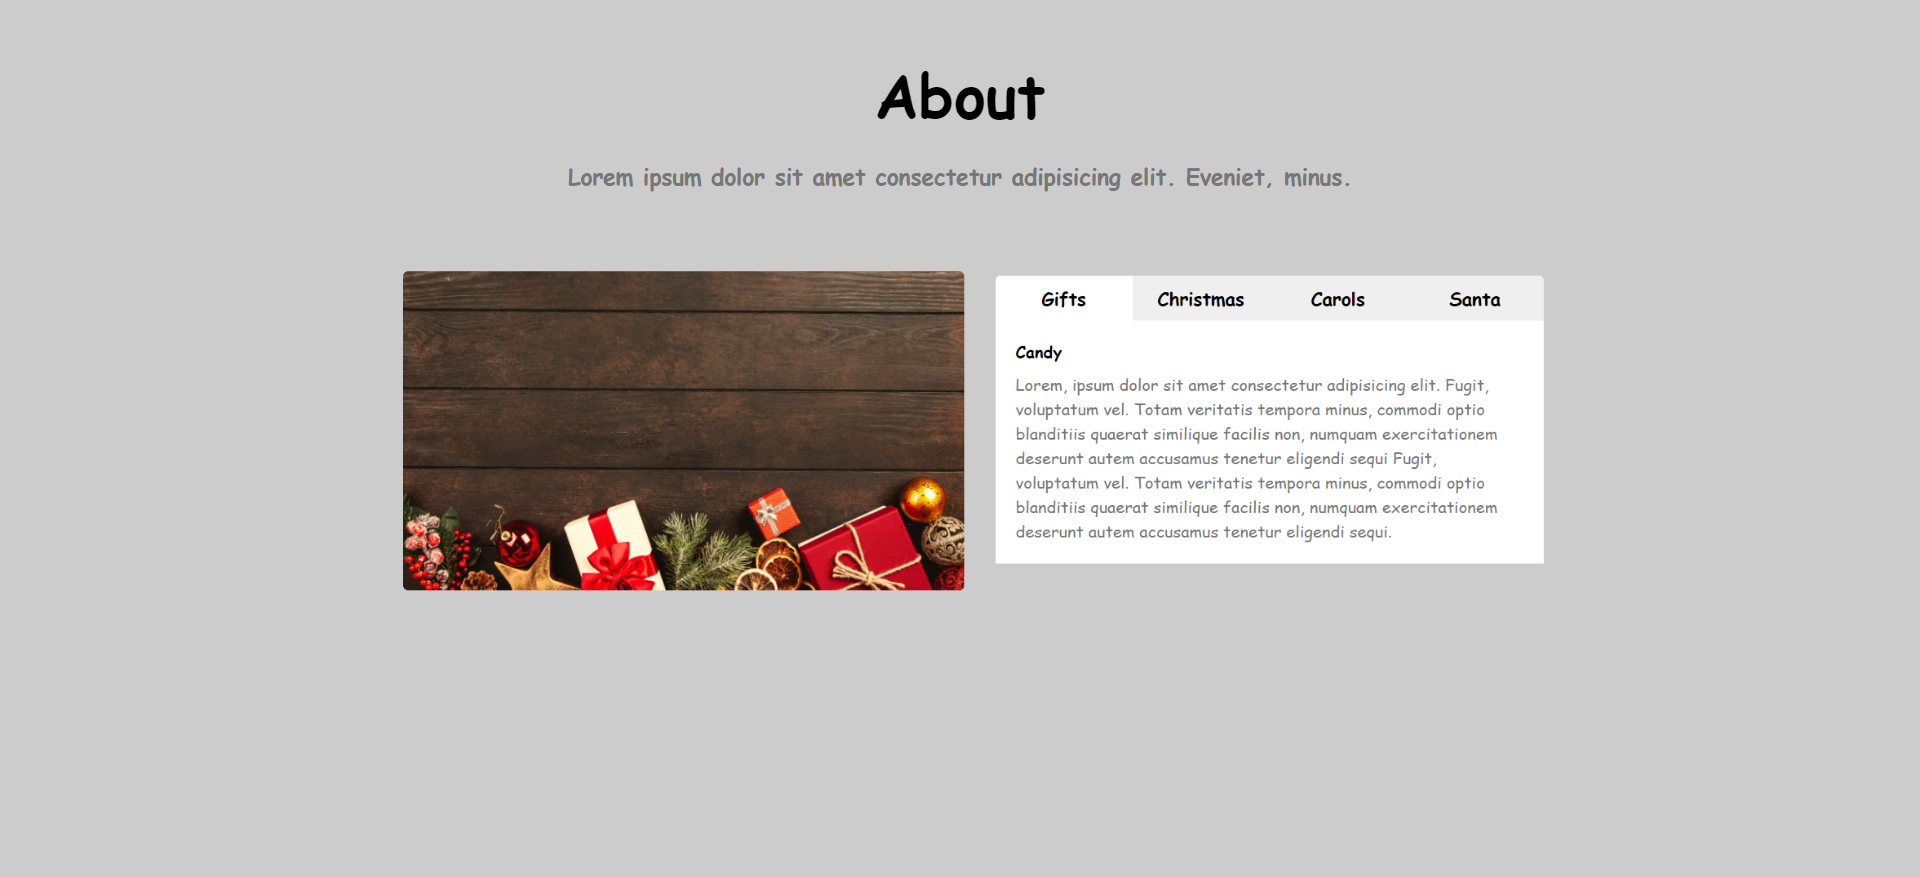 About
Lorem ipsum dolor sit amet consectetur adipisicing elit. Eveniet, minus.
Gifts Christmas Carols Santa
Candy
Lorem, ipsum dolor sit amet consectetur adipisicing elit. Fugit,
voluptatum vel. Totam veritatis tempora minus, commodi optio
blanditiis quaerat similique facilis non, numquam exercitationem
deserunt autem accusamus tenetur eligendi sequi Fugit,
voluptatum vel. Totam veritatis tempora minus, commodi optio
blanditiis quaerat similique facilis non, numquam exercitationem
deserunt autem accusamus tenetur eligendi sequi.